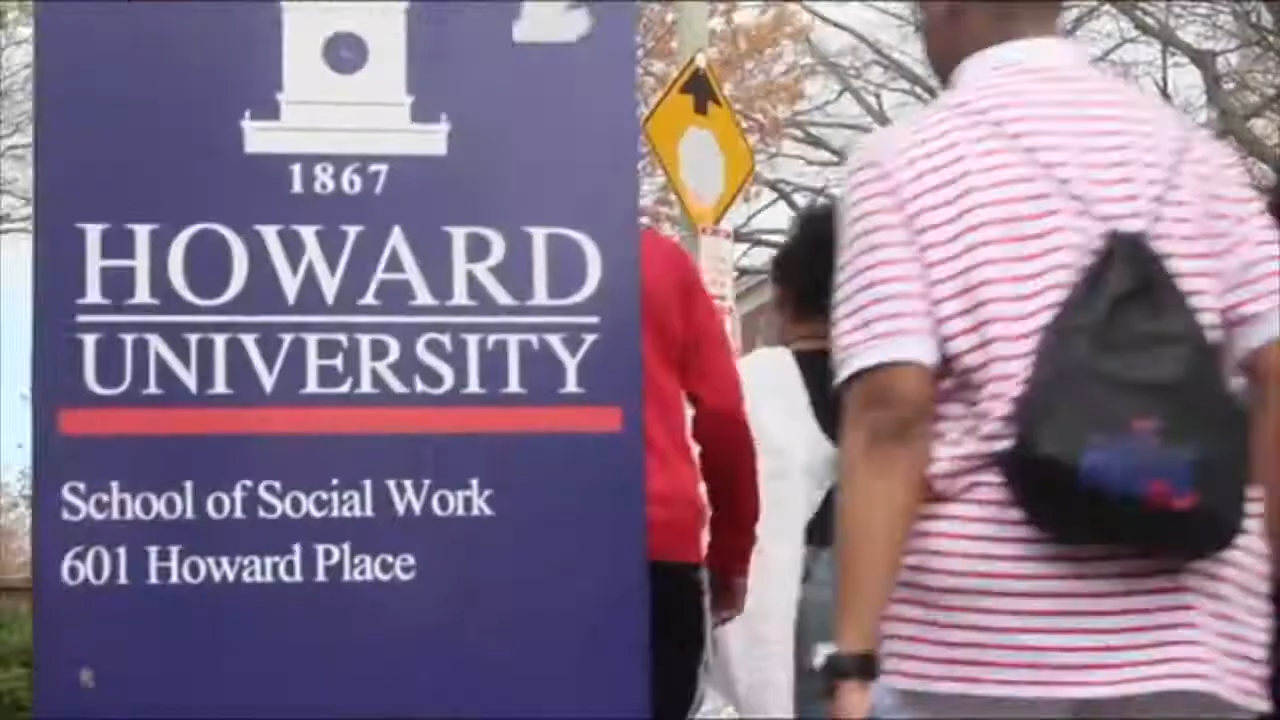 1867
HOWARD
UNIVERSITY
School of Social Work
601 Howard Place